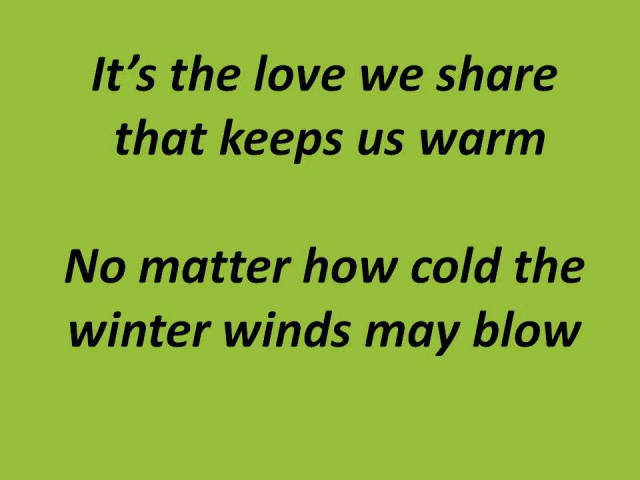 It’s the love we share
that keeps us warm
No matter how cold the
winter winds may blow